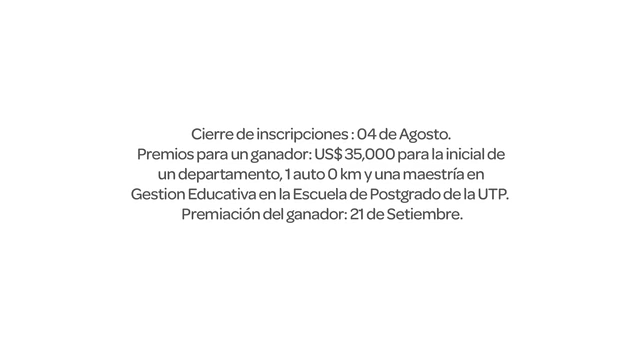 Cierre de inscripciones : 04 de Agosto.
Premios para un ganador: US$ 35,000 para la inicial de
un departamento, 1 auto 0 km y una maestría en
Gestion Educativa en la Escuela de Postgrado de la UTP.
Premiación del ganador: 21 de Setiembre.